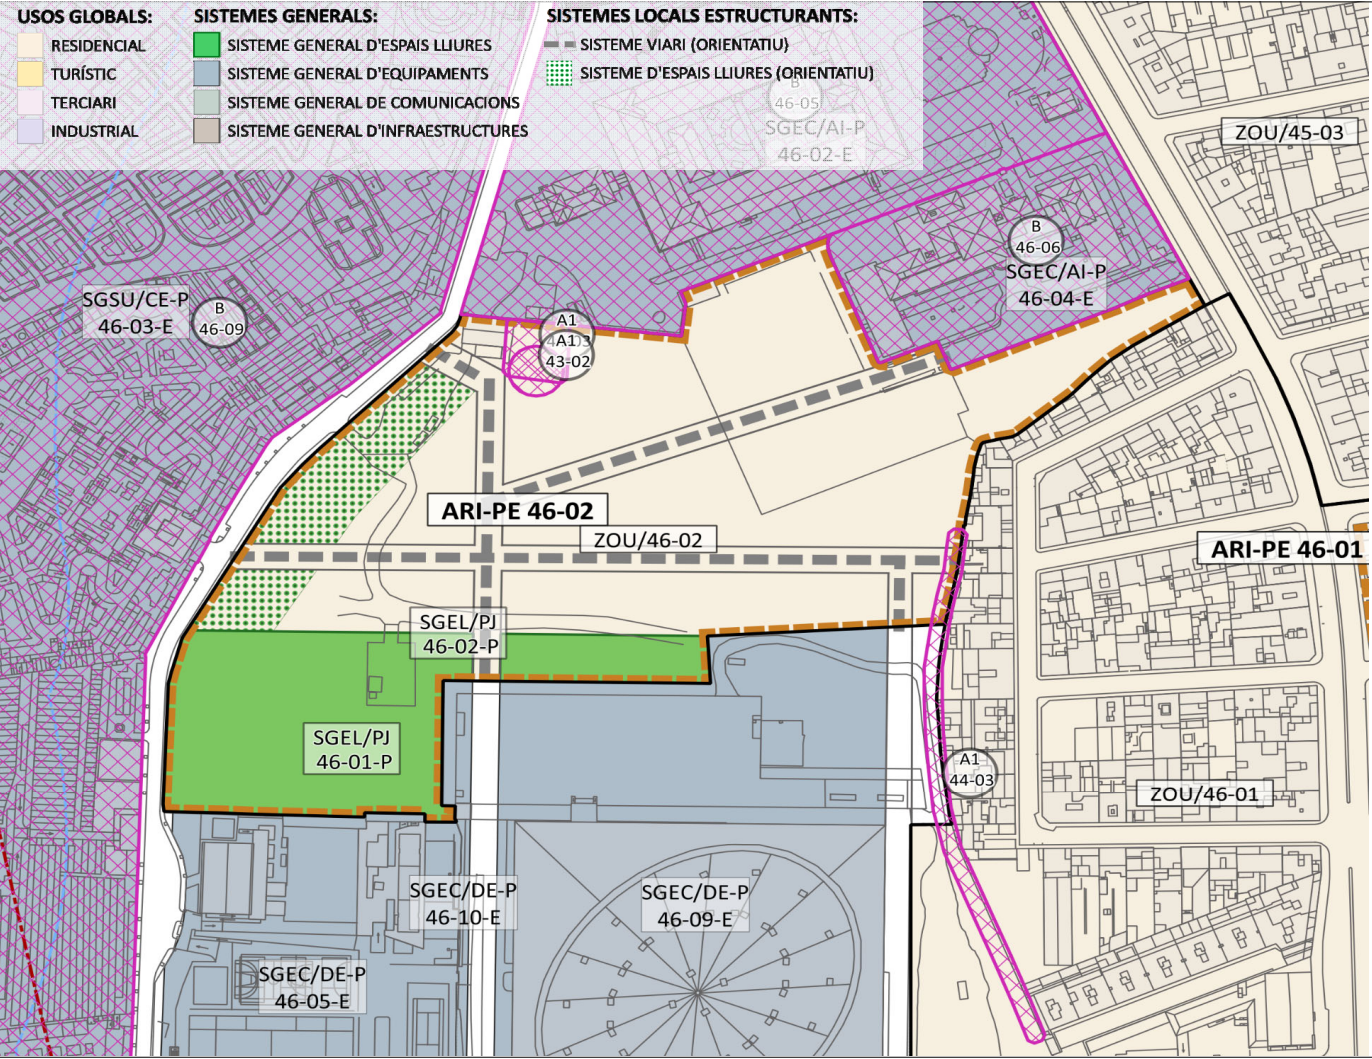 USOS GLOBALS:
RESIDENCIAL
TURÍSTIC
TERCIARI
INDUSTRIAL
SISTEMES GENERALS:
SISTEMA GENERAL D'ESPAIS LLIURES
SISTEME GENERAL D'EQUIPAMENTS
SISTEME GENERAL DE COMUNICACIONS
SISTEME GENERAL D'INFRAESTRUCTURES
SISTEMES LOCALS ESTRUCTURANTS:
SISTEME VIARI (ORIENTATIU)
SISTEME D'ESPAIS LLIURES (ORIENTATIU)
B
46-05
SGEC/AI-P
46-02-E
ZOU/45-03
B
46-06
SGEC/AI-P
46-04-E
SGSU/CE-P
46-03-E
B
46-09
A1
A1
43-02
ARI-PE 46-02
ZOU/46-02
ARI-PE 46-01
SGEL/PJ
46-02-P
SGEL/PJ
46-01-P
A1
44-03
ZOU/46-01
SGEC/DE-P
46-10-E
SGEC/DE-P
46-09-E
SGEC/DE-P
46-05-E